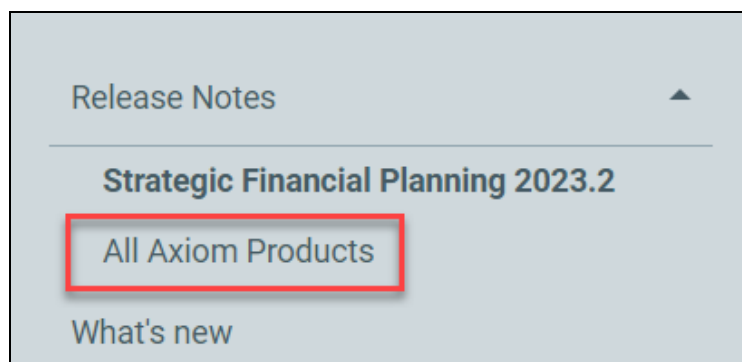 Release Notes
Strategic Financial Planning 2023.2
All Axiom Products
What's new